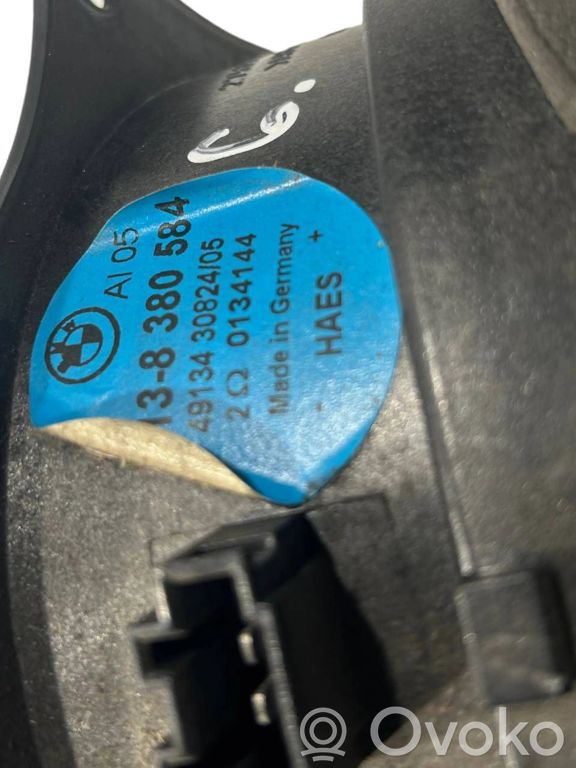 G.
AI 05
13-8 380 584
49134 30824/05
2 Ω 0134144
Made in Germany
- HAES +
Ovoko